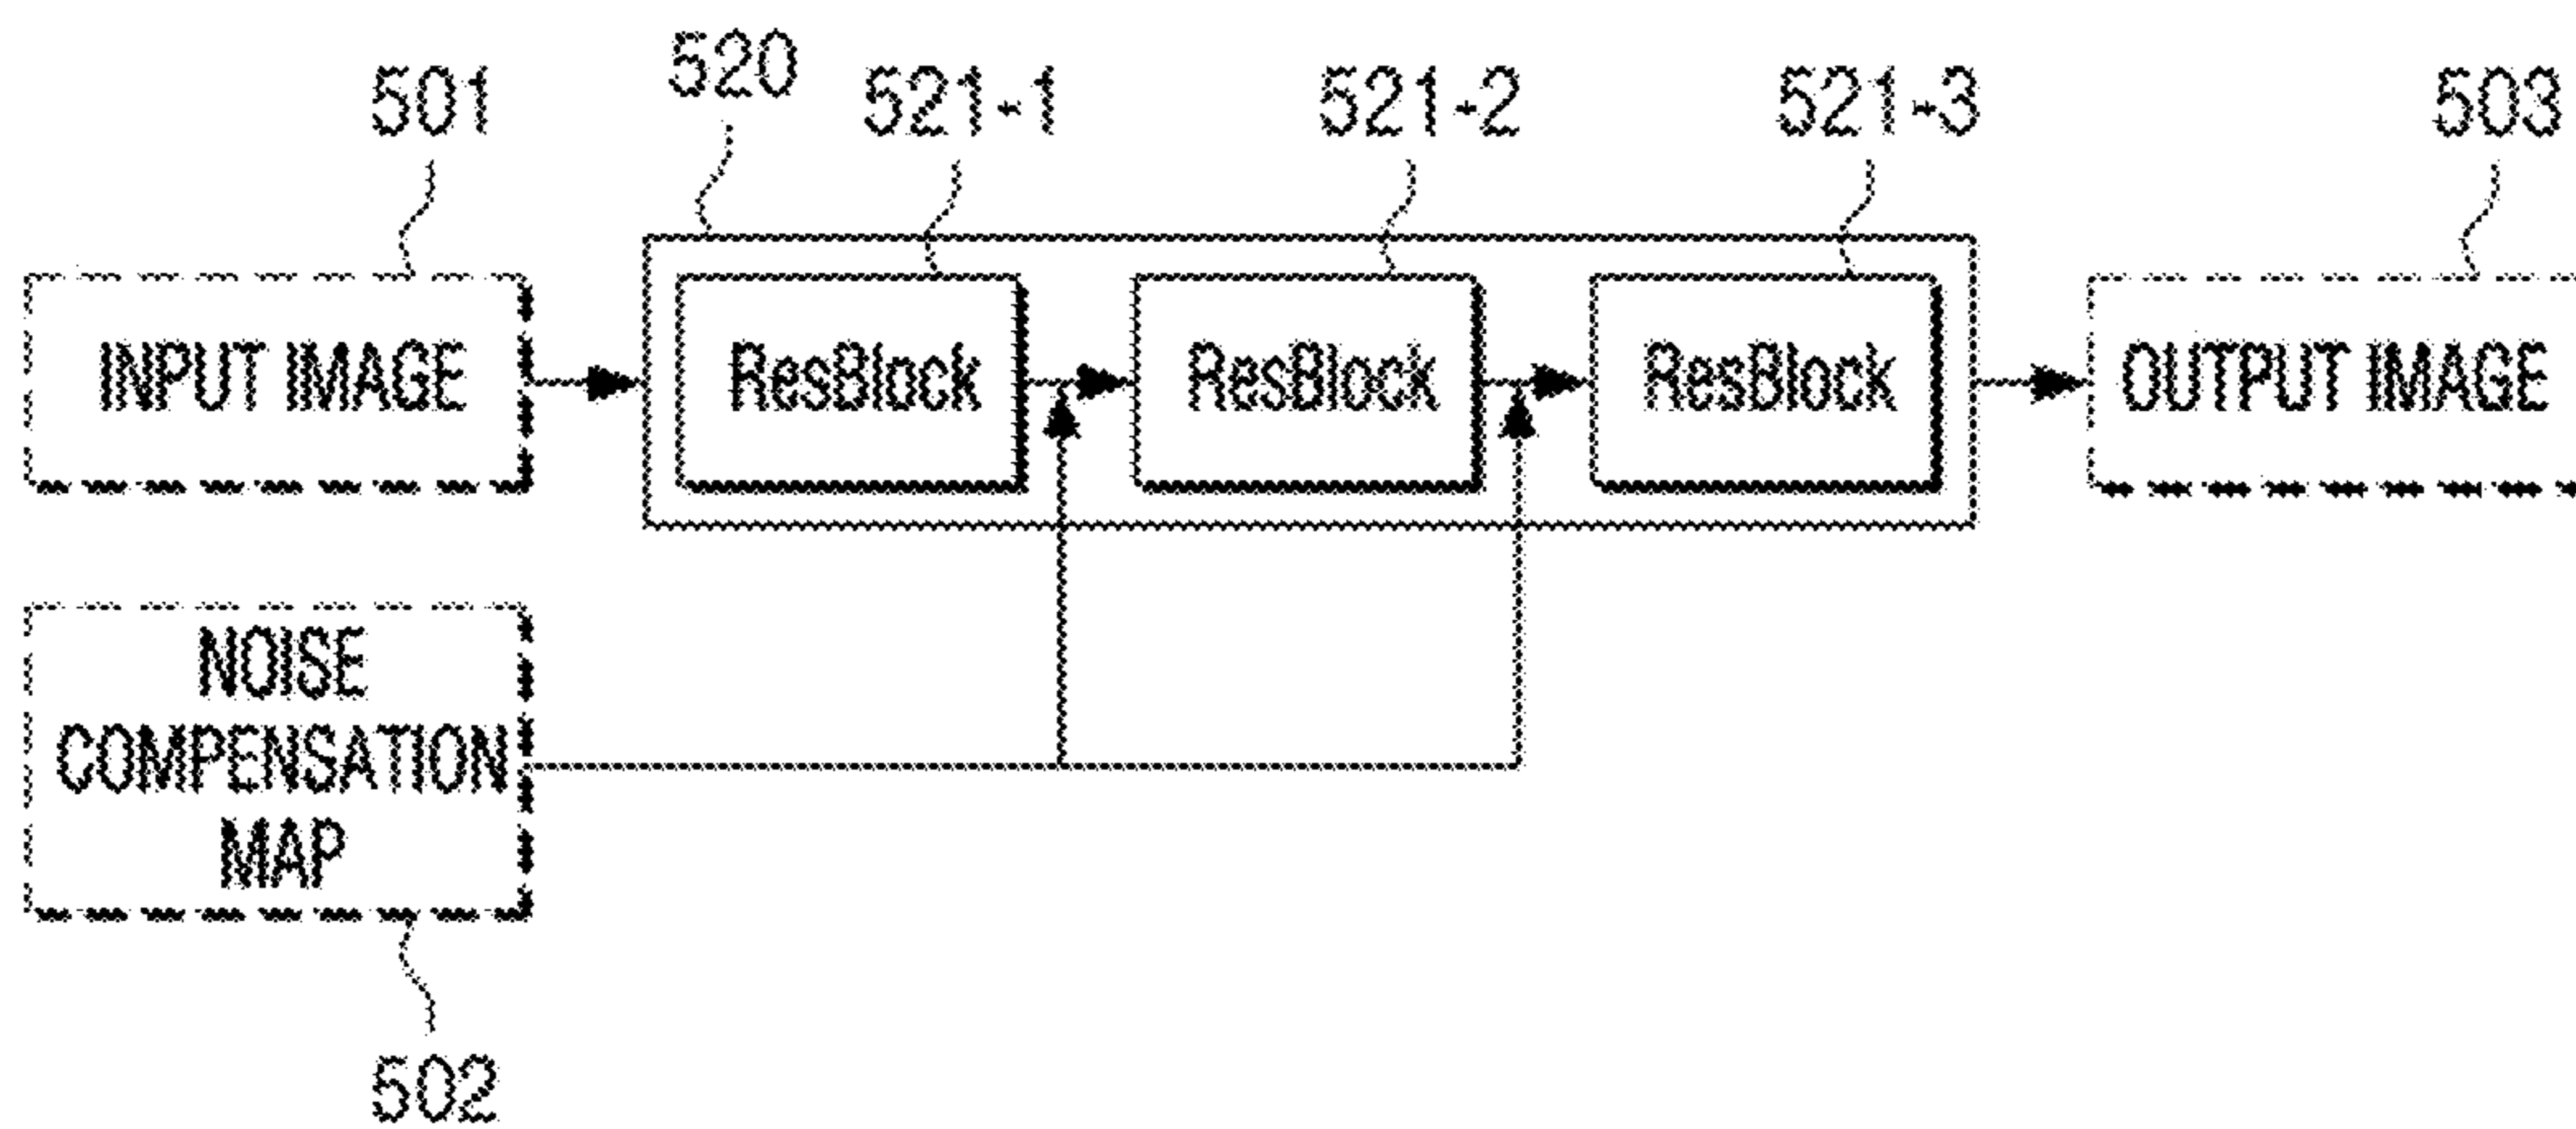 501
520
521-1
521-2
521-3
503
INPUT IMAGE
ResBlock
ResBlock
ResBlock
OUTPUT IMAGE
NOISE
COMPENSATION
MAP
502